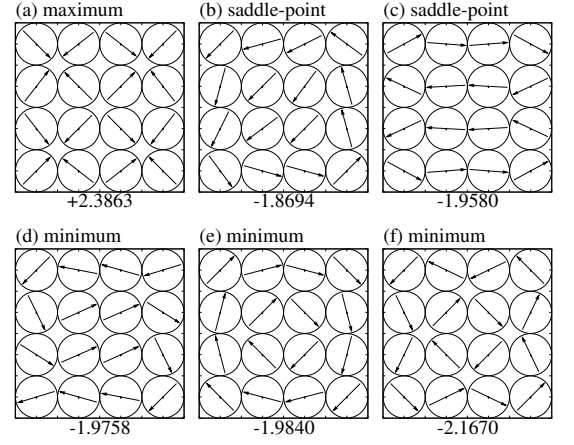 (a) maximum (b) saddle-point (c) saddle-point
+2.3863 -1.8694 -1.9580
(d) minimum (e) minimum (f) minimum
-1.9758 -1.9840 -2.1670